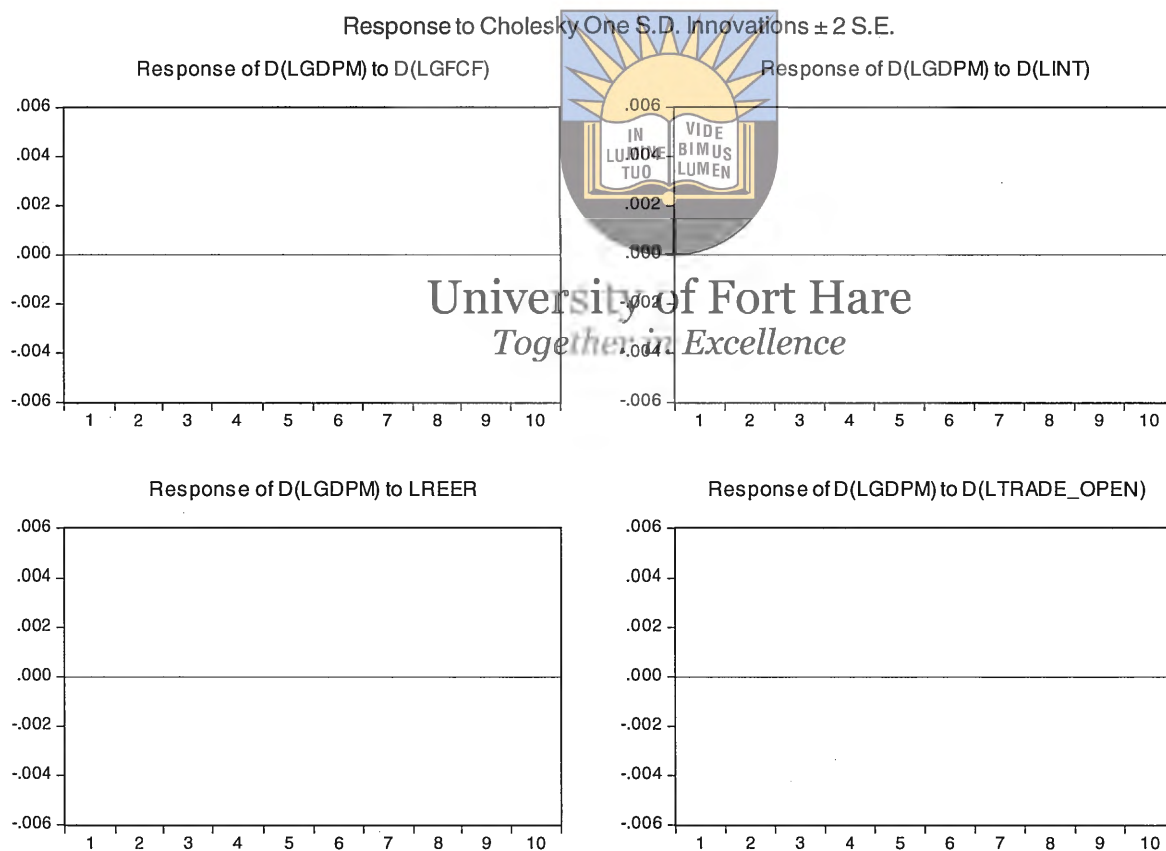 Response to Cholesky One S.D. Innovations ± 2 S.E.
Response of D(LGDPM) to D(LGFCF)
.006
.004
.002
.000
-.002
-.004
-.006
1 2 3 4 5 6 7 8 9 10
Response of D(LGDPM) to D(LINT)
.006
.004
.002
.000
-.002
-.004
-.006
1 2 3 4 5 6 7 8 9 10
IN LUMINE TUO
VIDEBIMUS LUMEN
University of Fort Hare
Together in Excellence
Response of D(LGDPM) to LREER
.006
.004
.002
.000
-.002
-.004
-.006
1 2 3 4 5 6 7 8 9 10
Response of D(LGDPM) to D(LTRADE_OPEN)
.006
.004
.002
.000
-.002
-.004
-.006
1 2 3 4 5 6 7 8 9 10